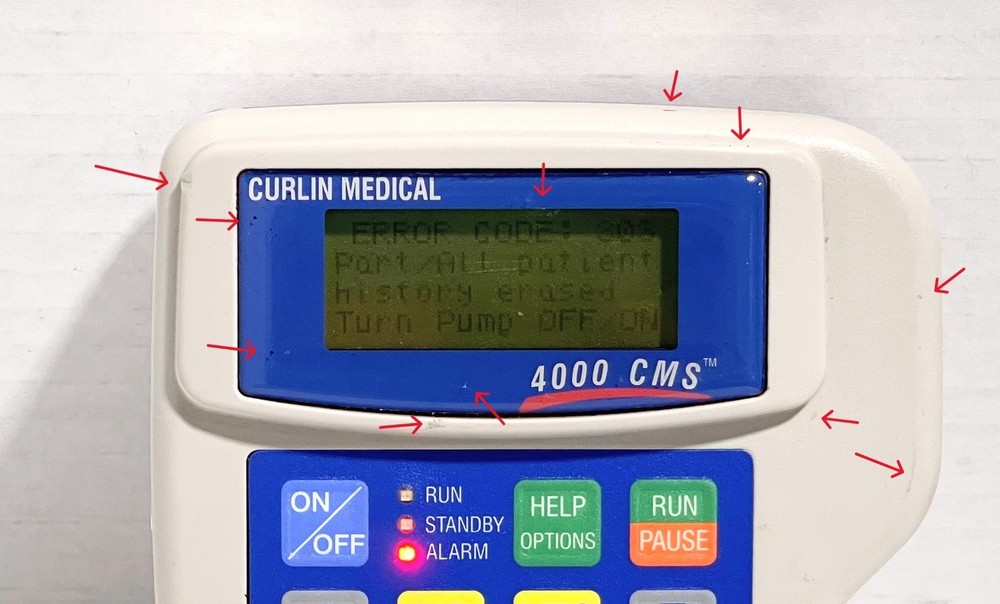 CURLIN MEDICAL
ERROR CODE: 303
Part/All patient
history erased
Turn Pump OFF/ON
4000 CMS™
ON/OFF
RUN
STANDBY
ALARM
HELP
OPTIONS
RUN
PAUSE